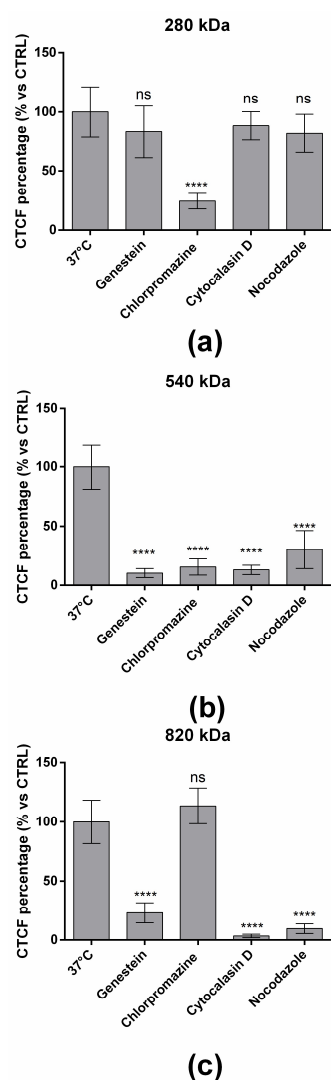 280 kDa
CTCF percentage (% vs CTRL)
150
100
50
0
ns
****
ns
ns
37°C
Genestein
Chlorpromazine
Cytocalasin D
Nocodazole
(a)
540 kDa
CTCF percentage (% vs CTRL)
150
100
50
0
****
****
****
****
37°C
Genestein
Chlorpromazine
Cytocalasin D
Nocodazole
(b)
820 kDa
CTCF percentage (% vs CTRL)
150
100
50
0
****
ns
****
****
37°C
Genestein
Chlorpromazine
Cytocalasin D
Nocodazole
(c)